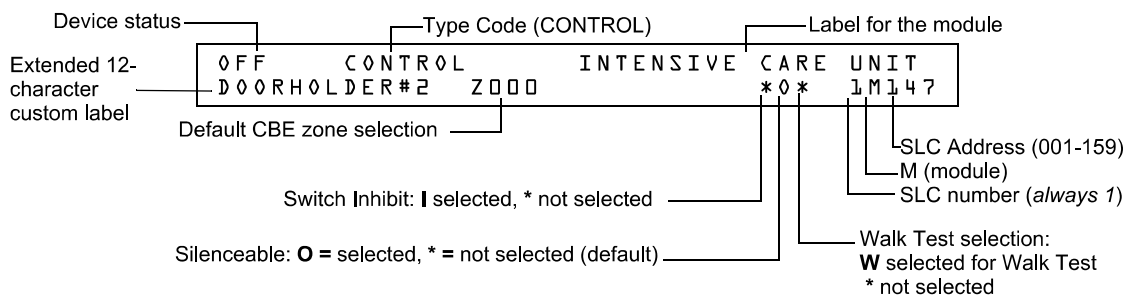 Device status
Type Code (CONTROL)
Label for the module
OFF CONTROL INTENSIVE CARE UNIT
DOORHOLDER#2 Z000 *O* 1M147
Extended 12-
character
custom label
Default CBE zone selection
SLC Address (001-159)
M (module)
SLC number (always 1)
Switch Inhibit: I selected, * not selected
Silenceable: O = selected, * = not selected (default)
Walk Test selection:
W selected for Walk Test
* not selected